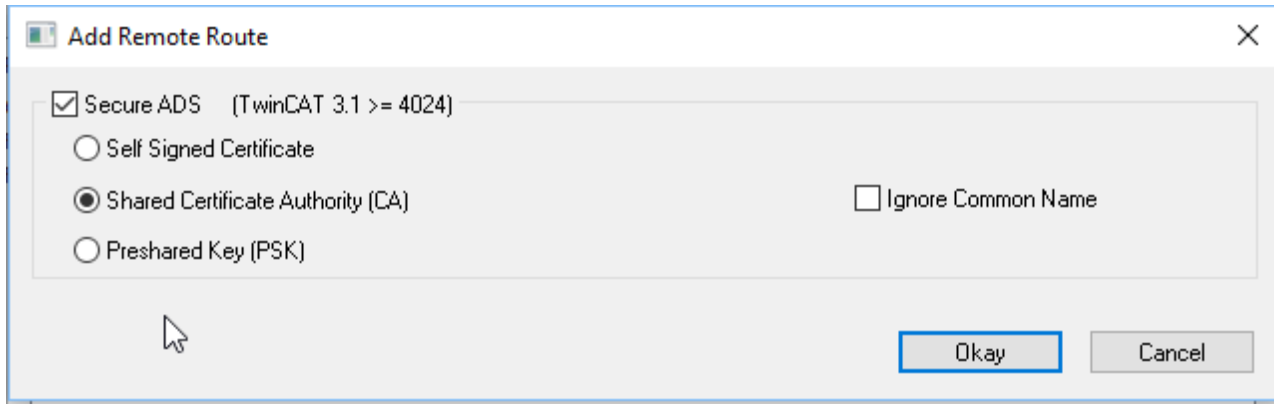 Add Remote Route
Secure ADS (TwinCAT 3.1 >= 4024)
Self Signed Certificate
Shared Certificate Authority (CA)
Ignore Common Name
Preshared Key (PSK)
Okay
Cancel